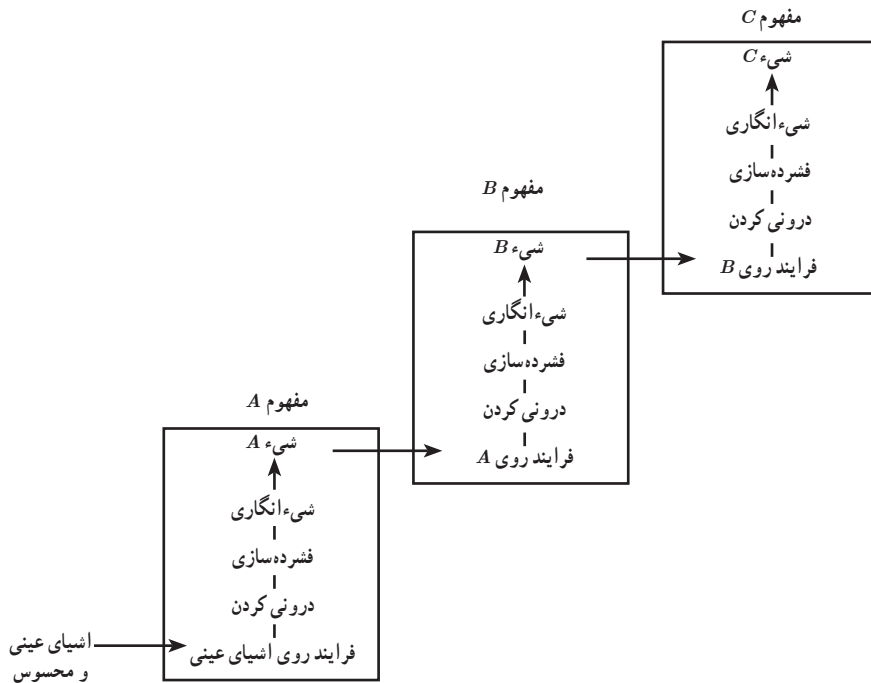 مفهوم C
شیء C
شیءانگاری
فشرده‌سازی
درونی کردن
فرایند روی B
مفهوم B
شیء B
شیءانگاری
فشرده‌سازی
درونی کردن
فرایند روی A
مفهوم A
شیء A
شیءانگاری
فشرده‌سازی
درونی کردن
فرایند روی اشیای عینی
اشیای عینی
و محسوس